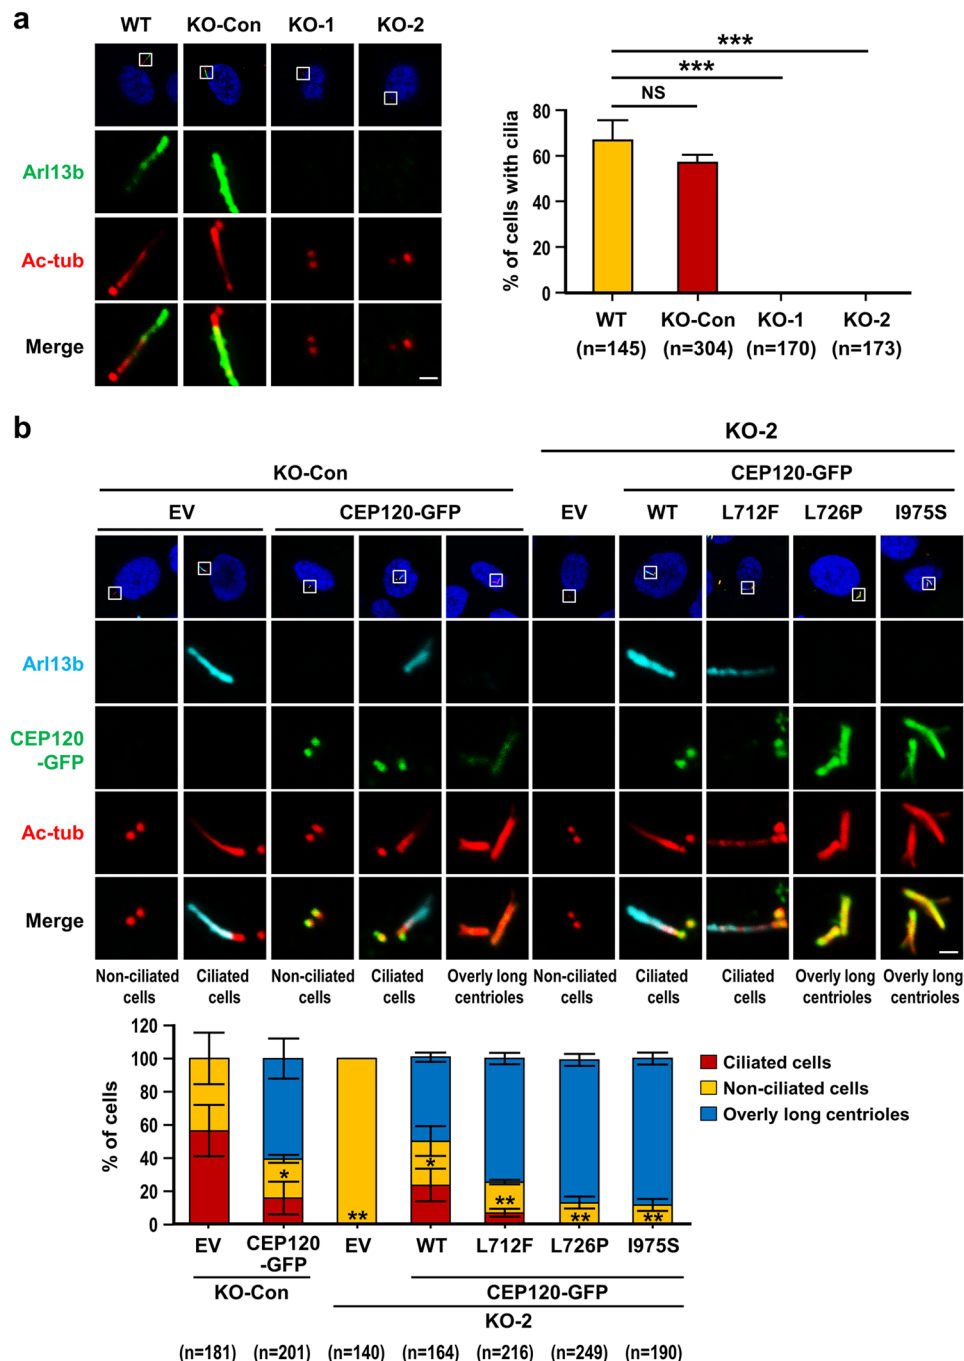 a
WT KO-Con KO-1 KO-2
Arl13b
Ac-tub
Merge
***
***
NS
% of cells with cilia
80
60
40
20
0
WT KO-Con KO-1 KO-2
(n=145) (n=304) (n=170) (n=173)
b
KO-2
KO-Con CEP120-GFP
EV CEP120-GFP EV WT L712F L726P I975S
Arl13b
CEP120
-GFP
Ac-tub
Merge
Non-ciliated Ciliated Non-ciliated Ciliated Overly long Non-ciliated Ciliated Ciliated Overly long Overly long
cells cells cells cells centrioles cells cells cells centrioles centrioles
% of cells
120
100
80
60
40
20
0
* ** * ** ** **
Ciliated cells
Non-ciliated cells
Overly long centrioles
EV CEP120 EV WT L712F L726P I975S
-GFP
KO-Con CEP120-GFP
KO-2
(n=181) (n=201) (n=140) (n=164) (n=216) (n=249) (n=190)